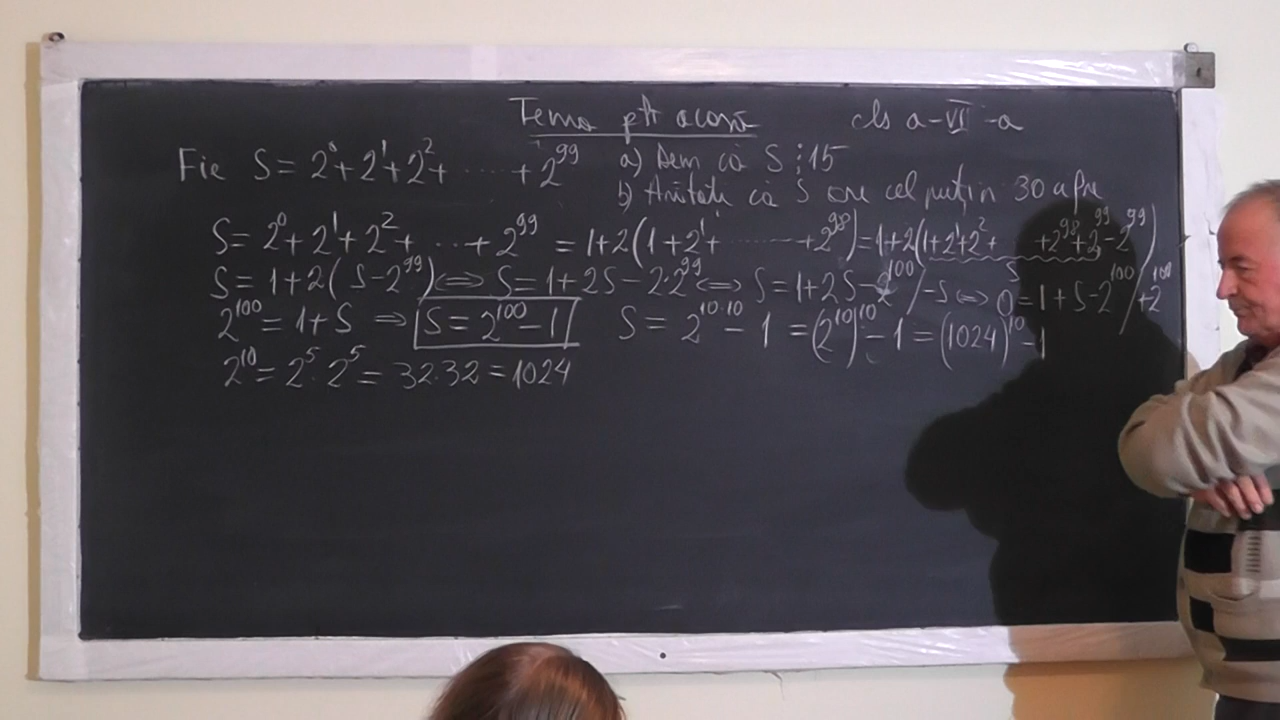 Temă ptr acasă cls a-VII-a
Fie S = 2⁰+2¹+2²+ ...... +2⁹⁹ a) Dem că S ⋮ 15
b) Arătați că S are cel puțin 30 cifre
S = 2⁰+2¹+2²+ ... +2⁹⁹ = 1+2(1+2¹+ ........ +2⁹⁸) = 1+2(1+2¹+2²+ ... +2⁹⁸+2⁹⁹-2⁹⁹)
S = 1+2(S-2⁹⁹) ⇔ S = 1+2S-2·2⁹⁹ ⇔ S = 1+2S-2¹⁰⁰ /-S ⇔ 0 = 1+S-2¹⁰⁰ /+2¹⁰⁰
2¹⁰⁰ = 1+S ⇒ S = 2¹⁰⁰-1 S = 2¹⁰·¹⁰-1 = (2¹⁰)¹⁰-1 = (1024)¹⁰-1
2¹⁰ = 2⁵·2⁵ = 32·32 = 1024